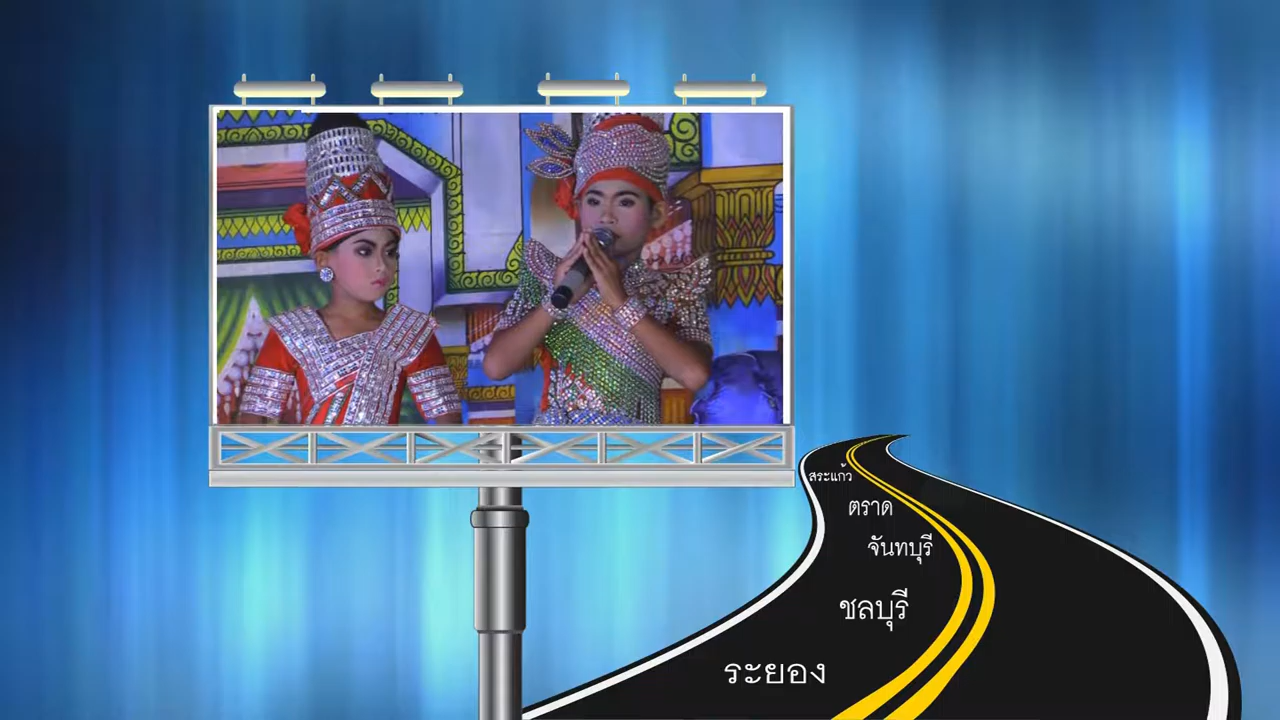 สระแก้ว
ตราด
จันทบุรี
ชลบุรี
ระยอง